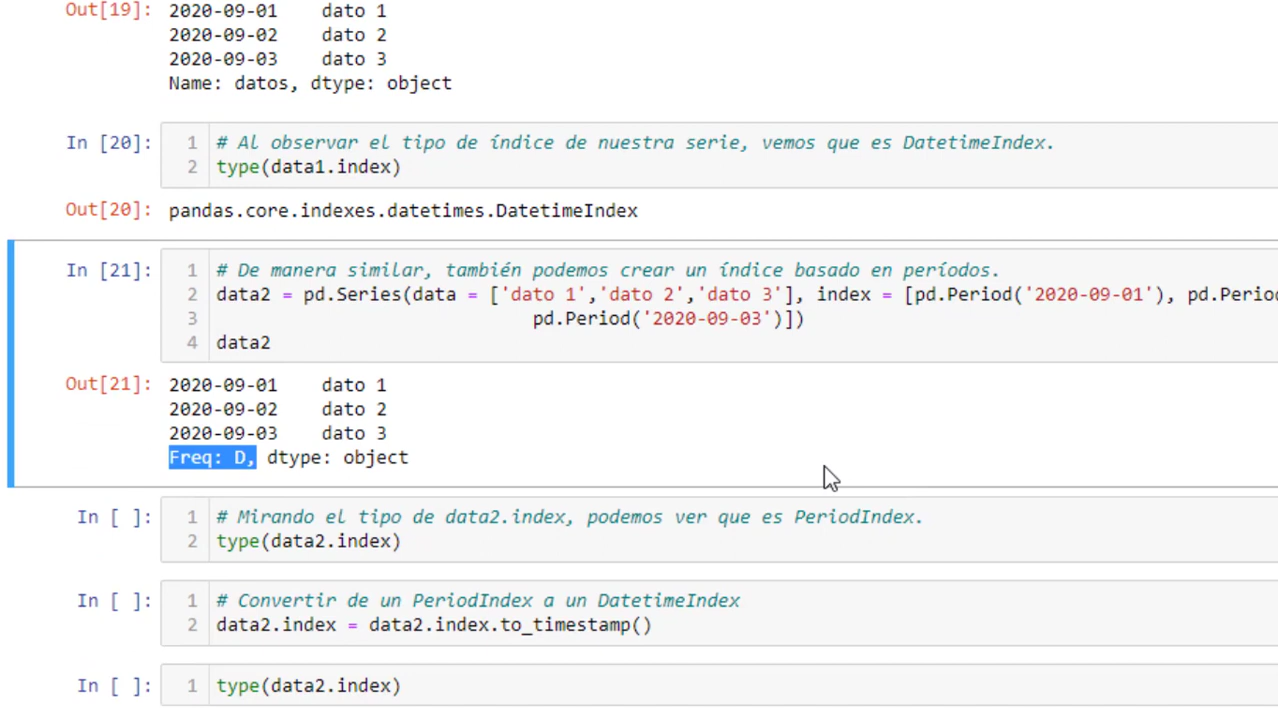 Out[19]: 2020-09-01    dato 1
2020-09-02    dato 2
2020-09-03    dato 3
Name: datos, dtype: object
In [20]: 1 # Al observar el tipo de índice de nuestra serie, vemos que es DatetimeIndex.
2 type(data1.index)
Out[20]: pandas.core.indexes.datetimes.DatetimeIndex
In [21]: 1 # De manera similar, también podemos crear un índice basado en períodos.
2 data2 = pd.Series(data = ['dato 1','dato 2','dato 3'], index = [pd.Period('2020-09-01'),
3 pd.Period('2020-09-03')])
4 data2
Out[21]: 2020-09-01    dato 1
2020-09-02    dato 2
2020-09-03    dato 3
Freq: D, dtype: object
In [ ]: 1 # Mirando el tipo de data2.index, podemos ver que es PeriodIndex.
2 type(data2.index)
In [ ]: 1 # Convertir de un PeriodIndex a un DatetimeIndex
2 data2.index = data2.index.to_timestamp()
In [ ]: 1 type(data2.index)